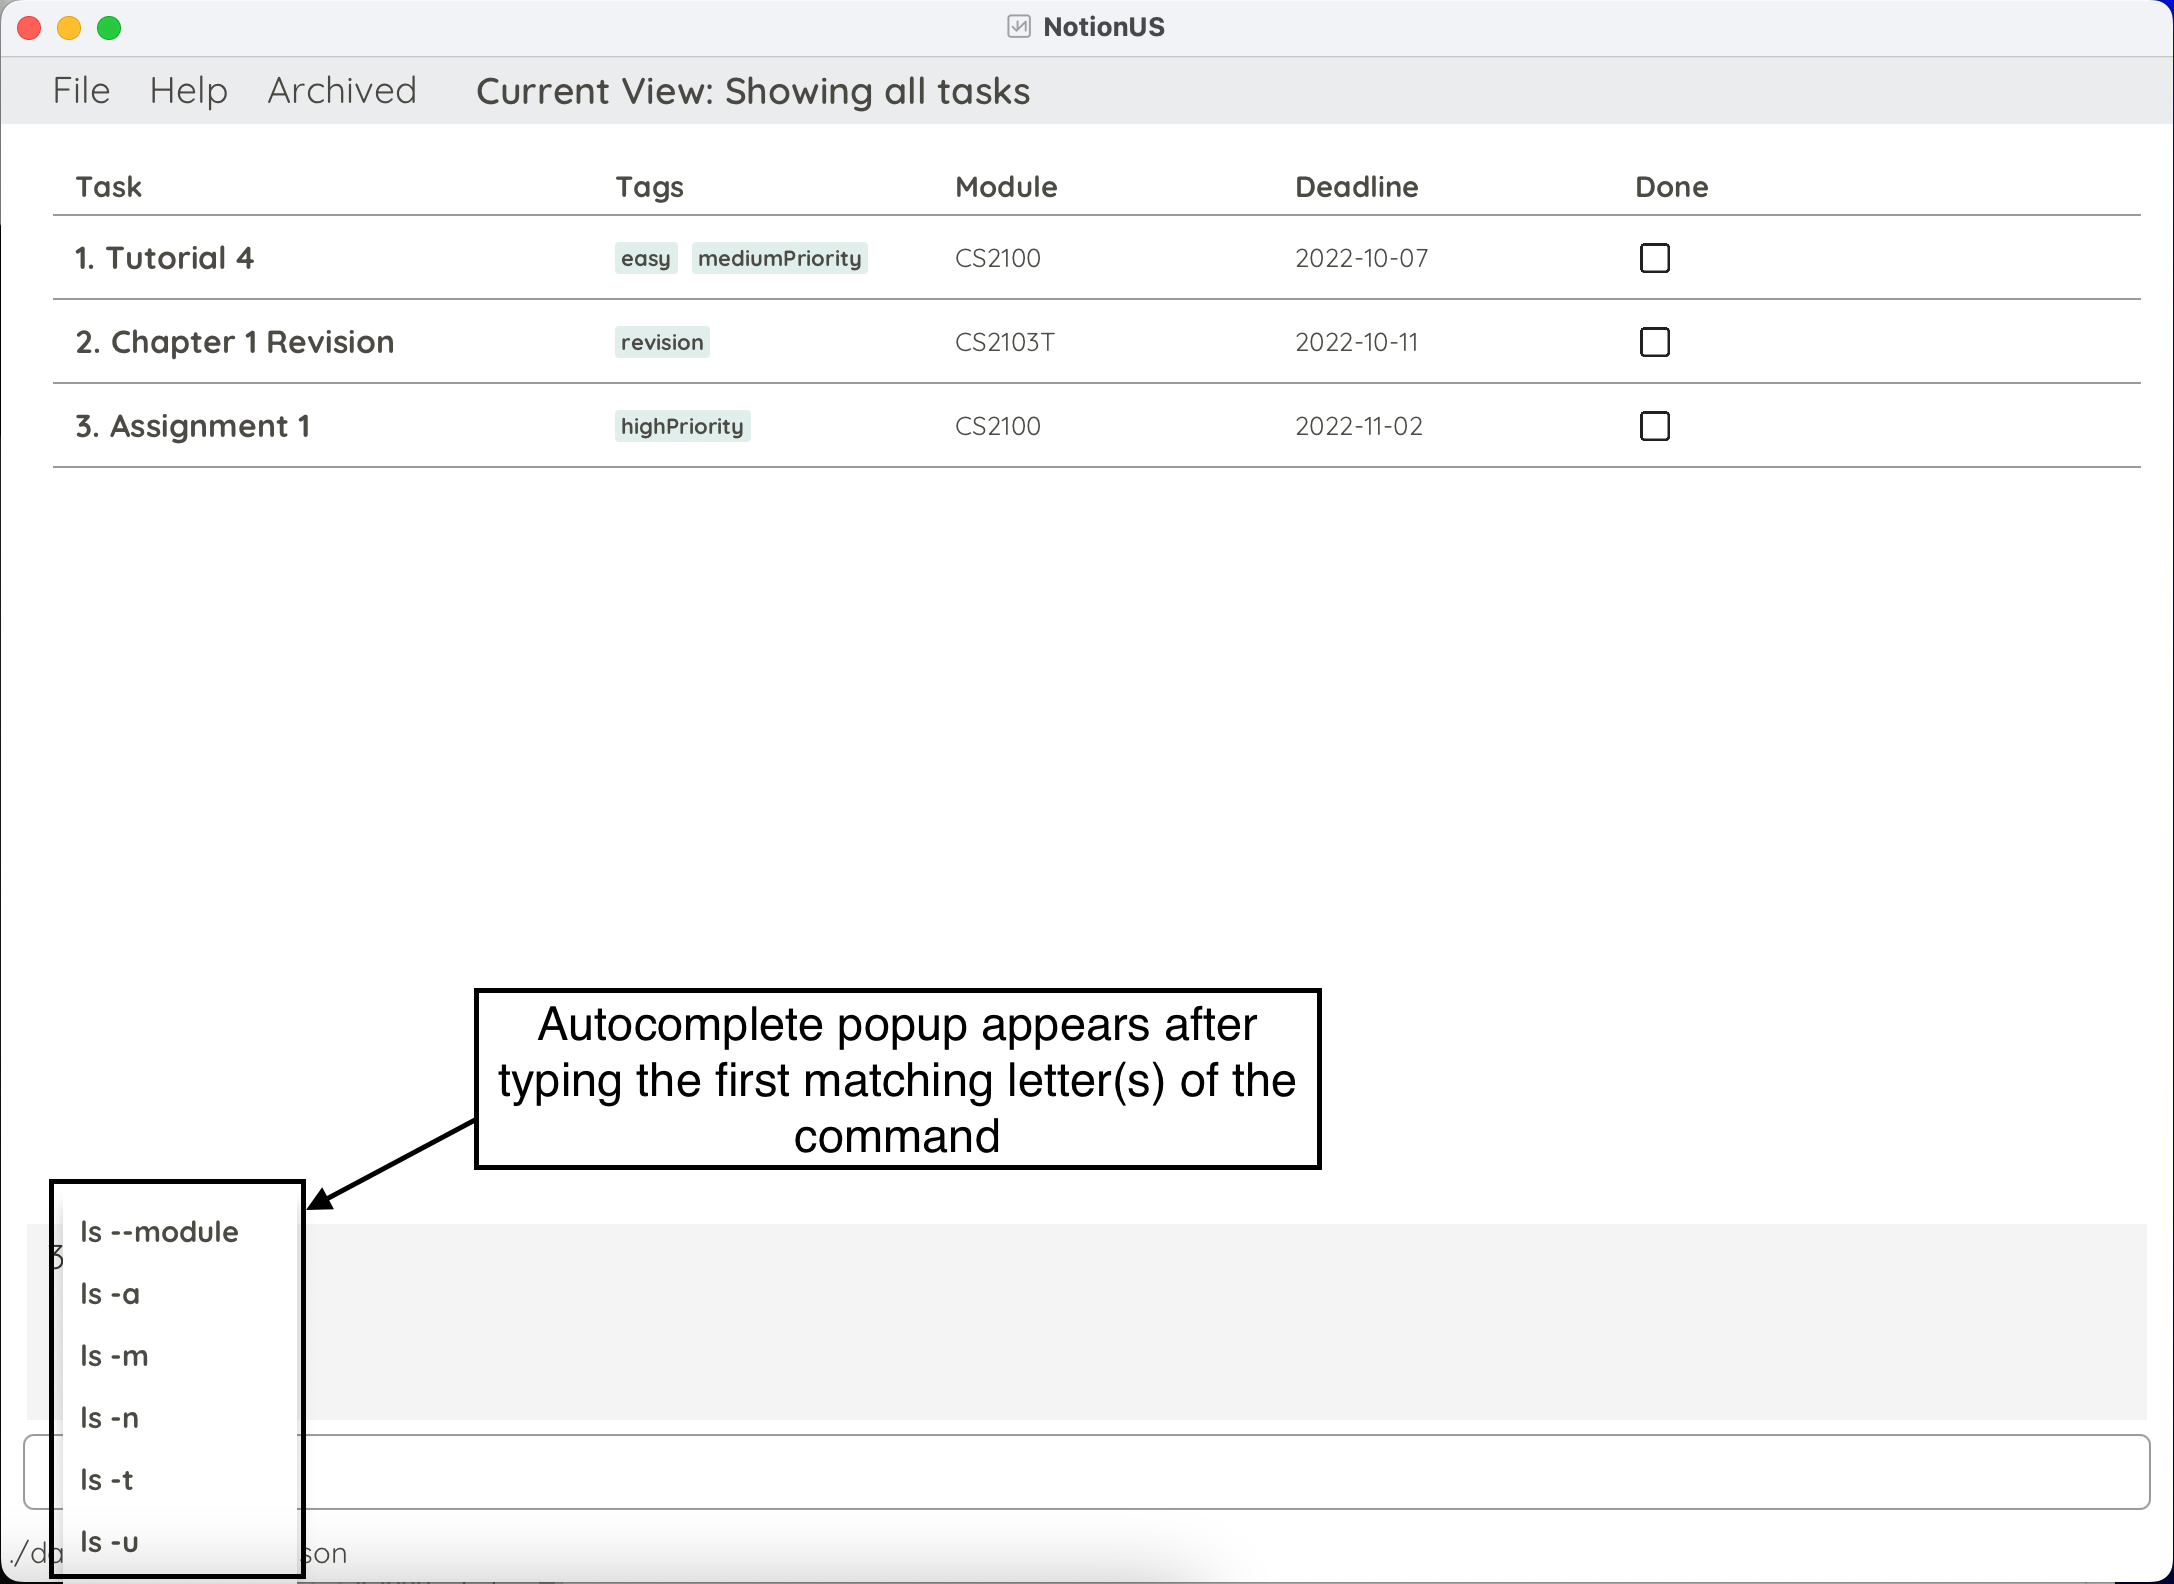 NotionUS
File Help Archived Current View: Showing all tasks
Task Tags Module Deadline Done
1. Tutorial 4 easy mediumPriority CS2100 2022-10-07
2. Chapter 1 Revision revision CS2103T 2022-10-11
3. Assignment 1 highPriority CS2100 2022-11-02
Autocomplete popup appears after
typing the first matching letter(s) of the
command
ls --module
3
ls -a
ls -m
ls -n
ls -t
ls -u
./da son